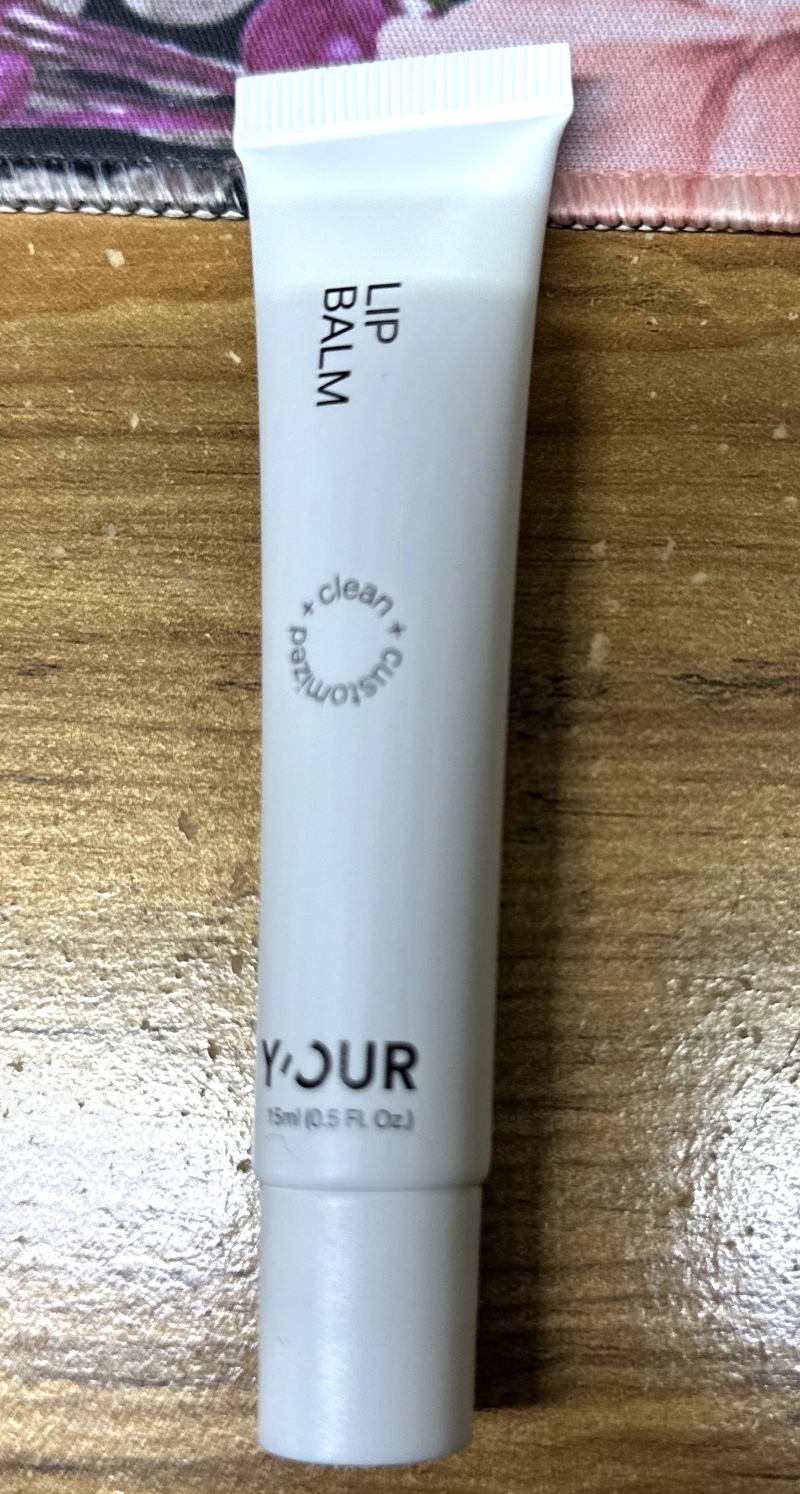 LIP
BALM
+ clean + customized
Y'OUR
15ml (0.5 Fl. Oz.)